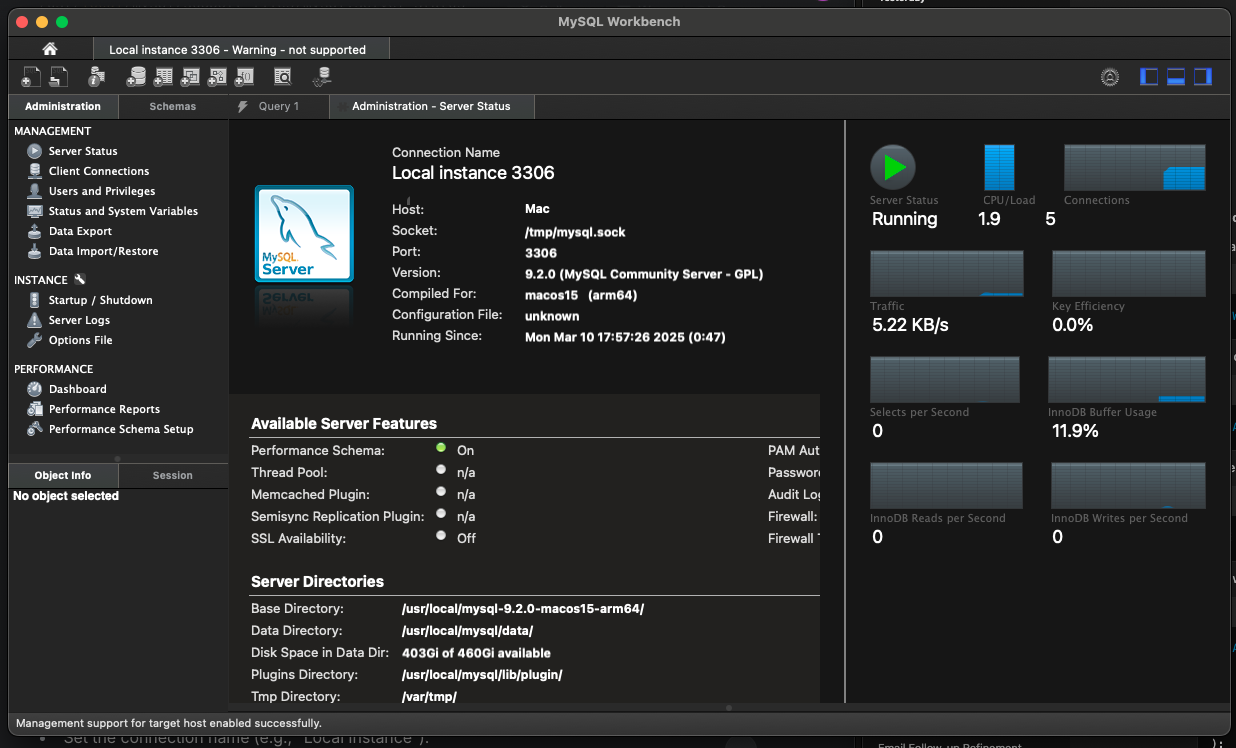 Yesterday
MySQL Workbench
Local instance 3306 - Warning - not supported
Administration
Schemas
Query 1
Administration - Server Status
MANAGEMENT
Server Status
Client Connections
Users and Privileges
Status and System Variables
Data Export
Data Import/Restore
INSTANCE
Startup / Shutdown
Server Logs
Options File
PERFORMANCE
Dashboard
Performance Reports
Performance Schema Setup
Object Info
Session
No object selected
MySQL
Server
Connection Name
Local instance 3306
Host: Mac
Socket: /tmp/mysql.sock
Port: 3306
Version: 9.2.0 (MySQL Community Server - GPL)
Compiled For: macos15 (arm64)
Configuration File: unknown
Running Since: Mon Mar 10 17:57:26 2025 (0:47)
Available Server Features
Performance Schema: On PAM Aut
Thread Pool: n/a
Memcached Plugin: n/a Audit Log
Semisync Replication Plugin: n/a Firewall:
SSL Availability: Off Firewall
Server Directories
Base Directory: /usr/local/mysql-9.2.0-macos15-arm64/
Data Directory: /usr/local/mysql/data/
Disk Space in Data Dir: 403Gi of 460Gi available
Plugins Directory: /usr/local/mysql/lib/plugin/
Tmp Directory: /var/tmp/
Server Status
Running
CPU/Load
1.9
Connections
5
Traffic
5.22 KB/s
Key Efficiency
0.0%
Selects per Second
0
InnoDB Buffer Usage
11.9%
InnoDB Reads per Second
0
InnoDB Writes per Second
0
Management support for target host enabled successfully.
Set the connection name (e.g., "Local Instance").
Email Follow-up Refinement